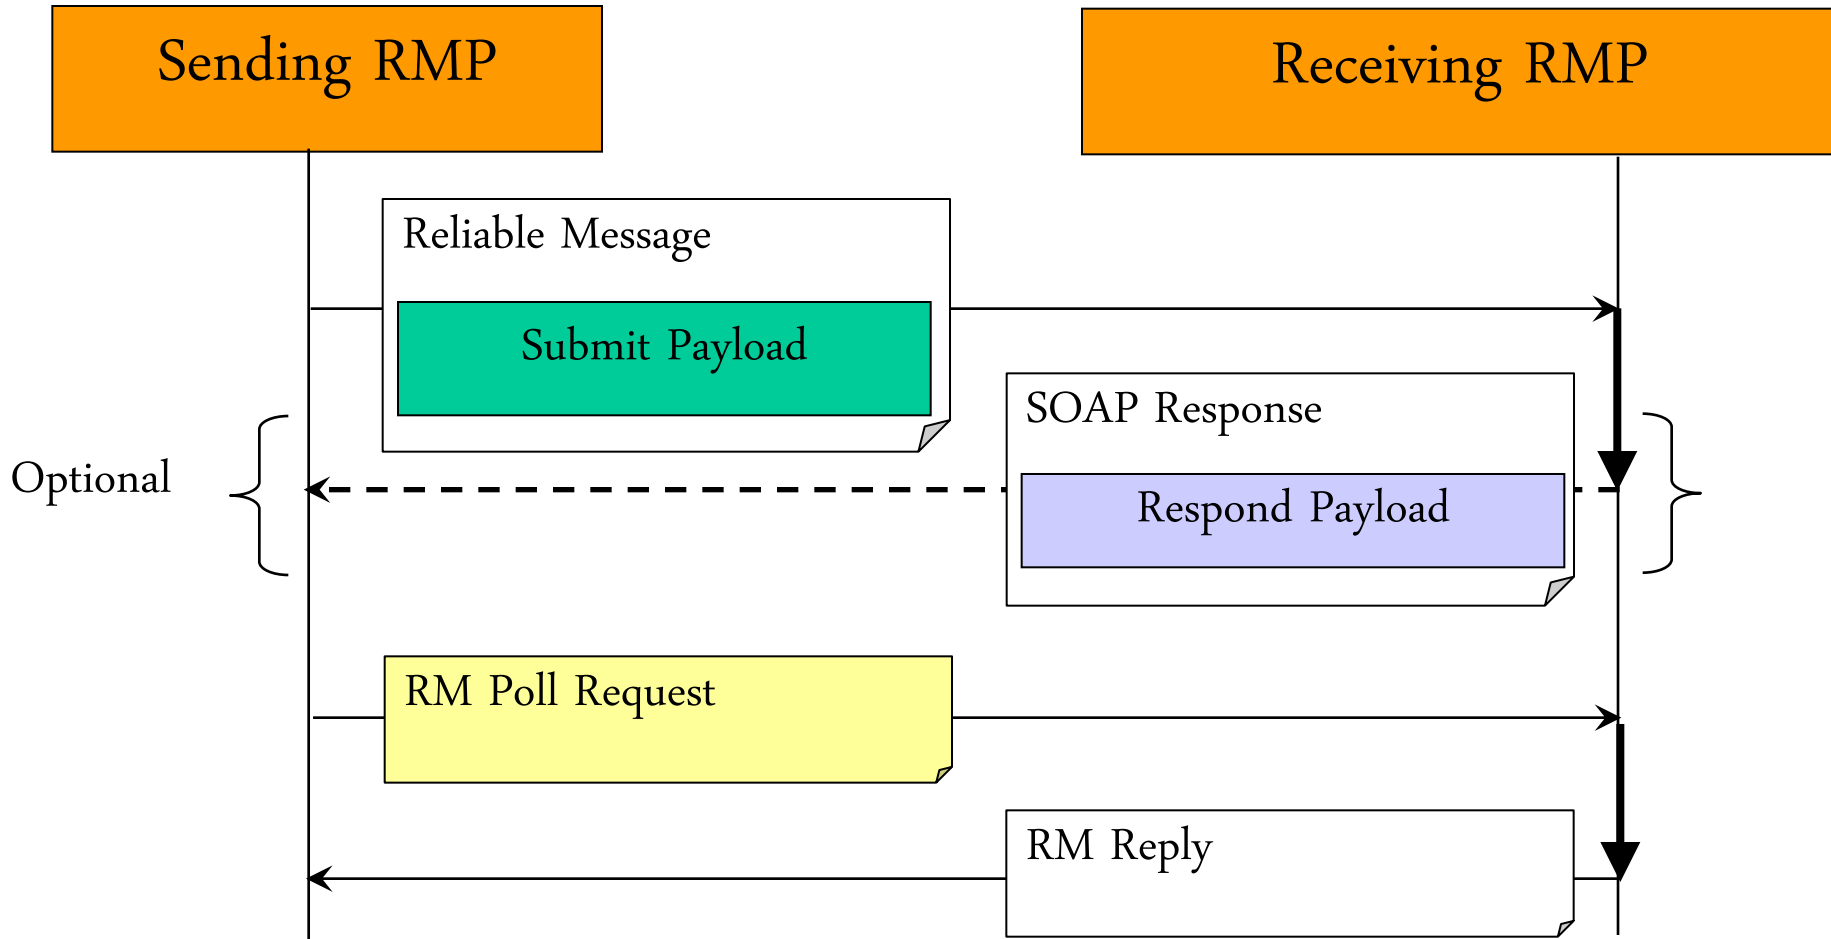 Sending RMP
Receiving RMP
Reliable Message
Submit Payload
SOAP Response
Optional
Respond Payload
RM Poll Request
RM Reply